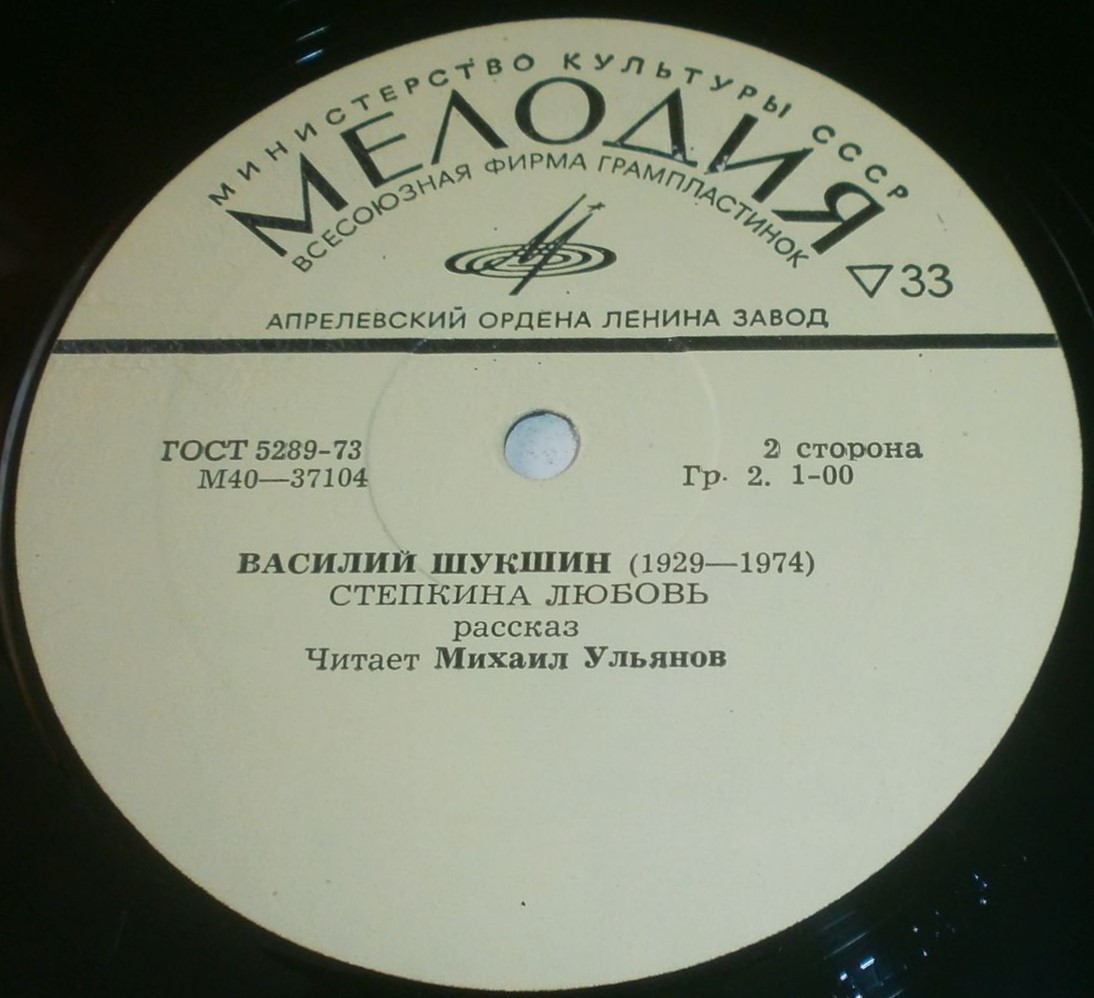 МИНИСТЕРСТВО КУЛЬТУРЫ СССР
МЕЛОДИЯ
ВСЕСОЮЗНАЯ ФИРМА ГРАМПЛАСТИНОК
▽33
АПРЕЛЕВСКИЙ ОРДЕНА ЛЕНИНА ЗАВОД
ГОСТ 5289-73
М40—37104
2 сторона
Гр. 2. 1-00
ВАСИЛИЙ ШУКШИН (1929—1974)
СТЕПКИНА ЛЮБОВЬ
рассказ
Читает Михаил Ульянов